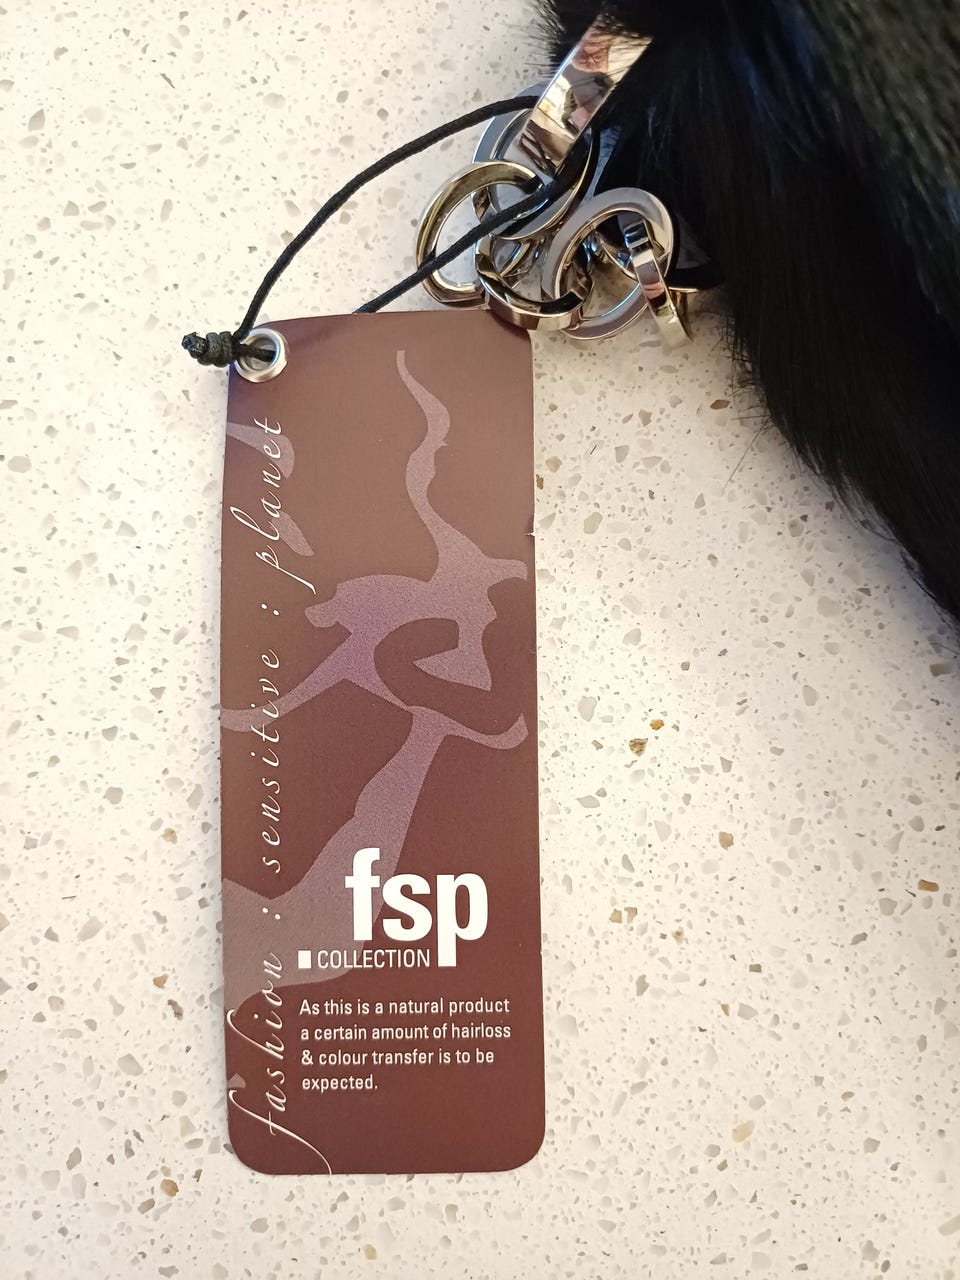 fashion : sensitive : planet
fsp
COLLECTION
As this is a natural product
a certain amount of hairloss
& colour transfer is to be
expected.